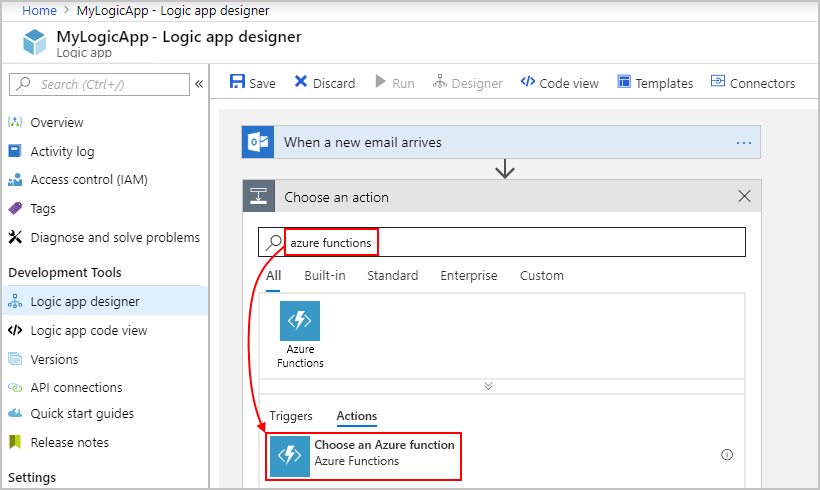 Home > MyLogicApp - Logic app designer
MyLogicApp - Logic app designer
Logic app
Search (Ctrl+/)
«
Overview
Activity log
Access control (IAM)
Tags
Diagnose and solve problems
Development Tools
Logic app designer
Logic app code view
Versions
API connections
Quick start guides
Release notes
Settings
Save Discard Run Designer Code view Templates Connectors
When a new email arrives ...
Choose an action
azure functions
All Built-in Standard Enterprise Custom
Azure
Functions
Triggers Actions
Choose an Azure function
Azure Functions